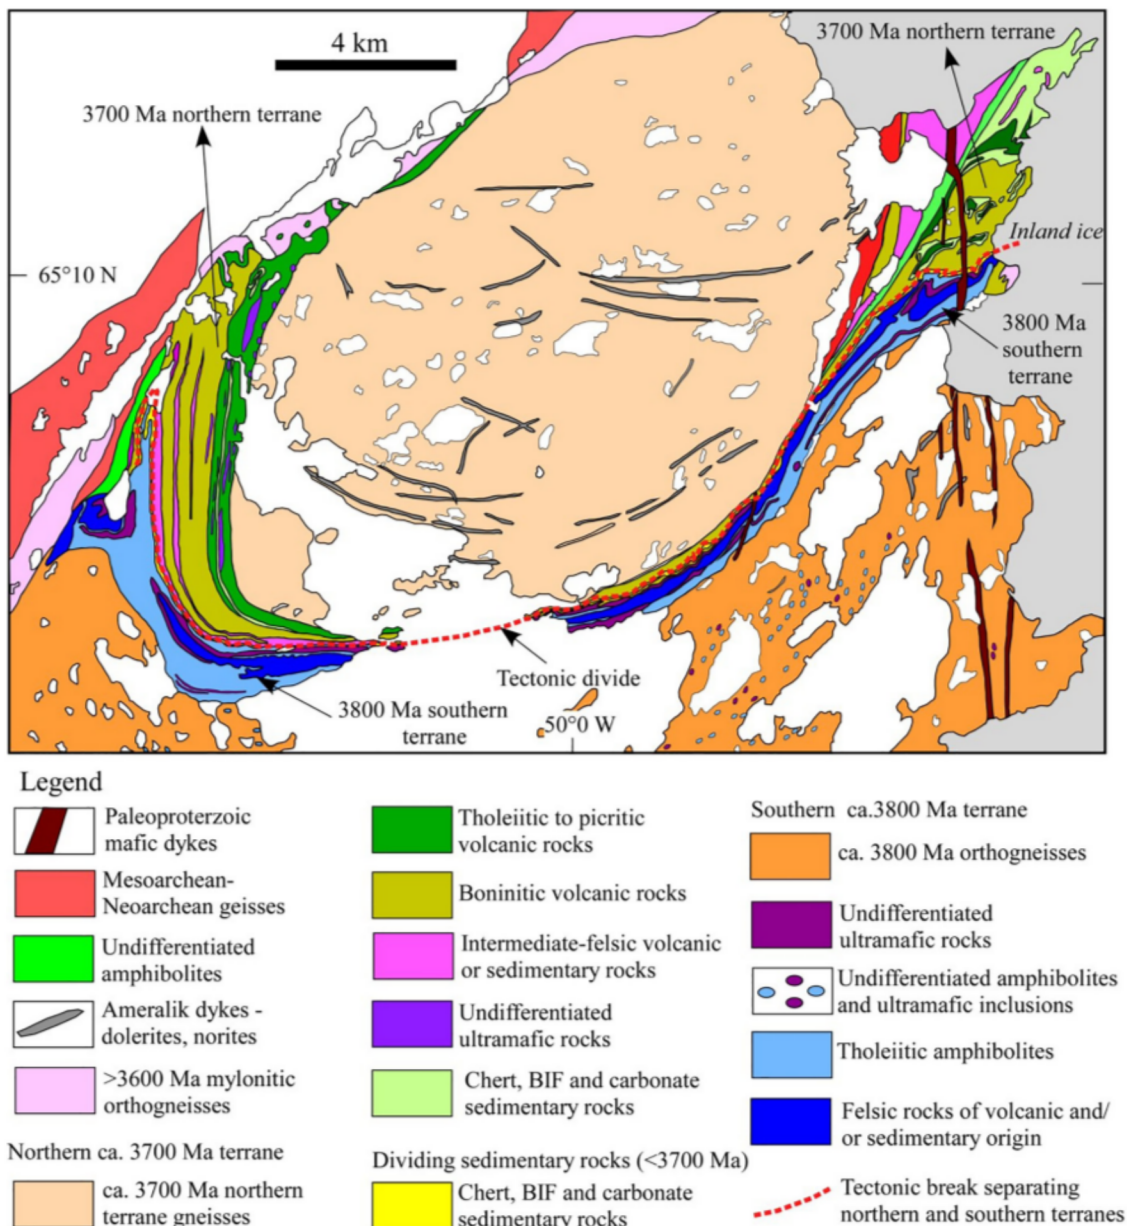 4 km
3700 Ma northern terrane
3700 Ma northern terrane
65°10 N
Inland ice
3800 Ma
southern
terrane
Tectonic divide
3800 Ma southern
terrane
50°0 W
Legend
Paleoproterzoic
mafic dykes
Mesoarchean-
Neoarchean geisses
Undifferentiated
amphibolites
Ameralik dykes -
dolerites, norites
>3600 Ma mylonitic
orthogneisses
Northern ca. 3700 Ma terrane
ca. 3700 Ma northern
terrane gneisses
Tholeiitic to picritic
volcanic rocks
Boninitic volcanic rocks
Intermediate-felsic volcanic
or sedimentary rocks
Undifferentiated
ultramafic rocks
Chert, BIF and carbonate
sedimentary rocks
Dividing sedimentary rocks (<3700 Ma)
Chert, BIF and carbonate
sedimentary rocks
Southern ca.3800 Ma terrane
ca. 3800 Ma orthogneisses
Undifferentiated
ultramafic rocks
Undifferentiated amphibolites
and ultramafic inclusions
Tholeiitic amphibolites
Felsic rocks of volcanic and/
or sedimentary origin
Tectonic break separating
northern and southern terranes